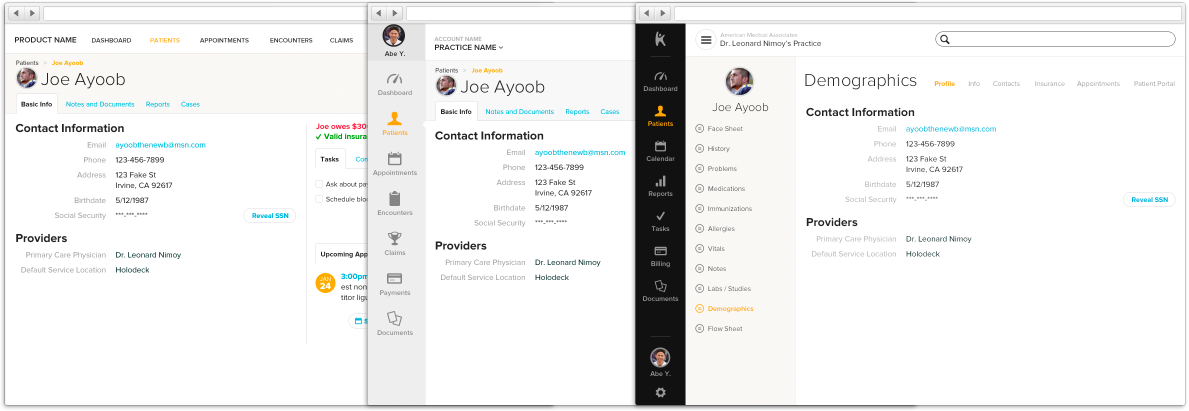 PRODUCT NAME DASHBOARD PATIENTS APPOINTMENTS ENCOUNTERS CLAIMS
Patients > Joe Ayoob
Joe Ayoob
Basic Info Notes and Documents Reports Cases
Contact Information
Email ayoobthenewb@msn.com
Phone 123-456-7899
Address 123 Fake St
Irvine, CA 92617
Birthdate 5/12/1987
Social Security ***-***-****
Reveal SSN
Providers
Primary Care Physician Dr. Leonard Nimoy
Default Service Location Holodeck
Joe owes $30
Valid insura
Tasks Co
Ask about pa
Schedule bloo
Upcoming App
JAN
24
3:00pm
est non
titor ligu
S
Abe Y.
Dashboard
Patients
Appointments
Encounters
Claims
Payments
Documents
ACCOUNT NAME
PRACTICE NAME
Patients > Joe Ayoob
Joe Ayoob
Basic Info Notes and Documents Reports Cases
Contact Information
Email ayoobthenewb@msn.com
Phone 123-456-7899
Address 123 Fake St
Irvine, CA 92617
Birthdate 5/12/1987
Social Security ***-***-****
Providers
Primary Care Physician Dr. Leonard Nimoy
Default Service Location Holodeck
Dashboard
Patients
Calendar
Reports
Tasks
Billing
Documents
Abe Y.
American Medical Associates
Dr. Leonard Nimoy's Practice
Joe Ayoob
Face Sheet
History
Problems
Medications
Immunizations
Allergies
Vitals
Notes
Labs / Studies
Demographics
Flow Sheet
Demographics Profile Info Contacts Insurance Appointments Patient Portal
Contact Information
Email ayoobthenewb@msn.com
Phone 123-456-7899
Address 123 Fake St
Irvine, CA 92617
Birthdate 5/12/1987
Social Security ***-***-****
Reveal SSN
Providers
Primary Care Physician Dr. Leonard Nimoy
Default Service Location Holodeck